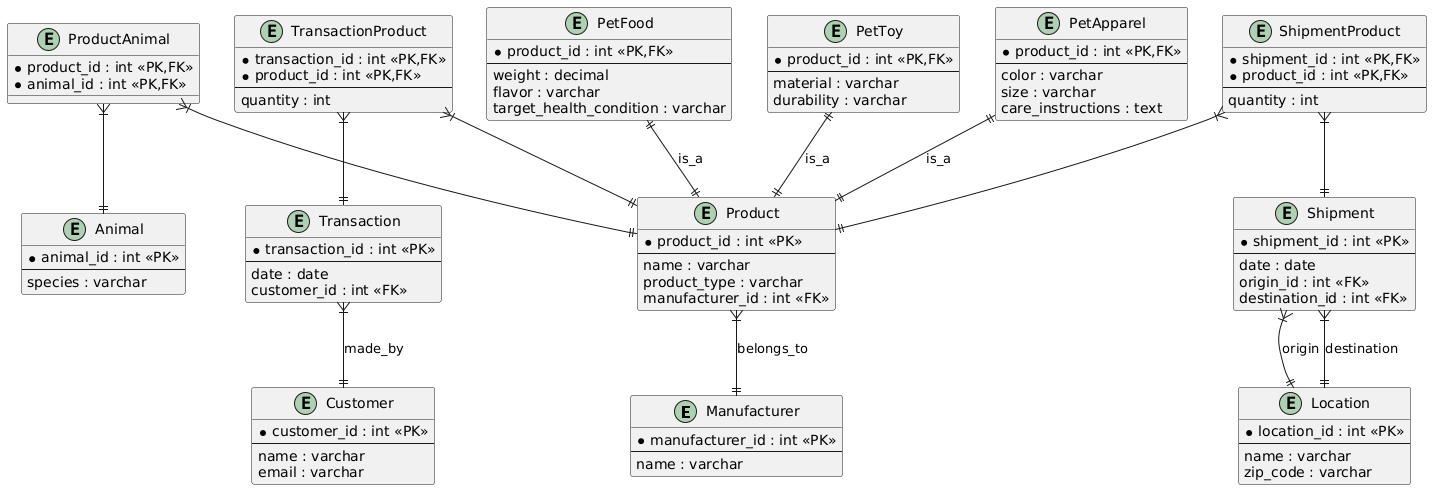 E ProductAnimal
* product_id : int «PK,FK»
* animal_id : int «PK,FK»
E TransactionProduct
* transaction_id : int «PK,FK»
* product_id : int «PK,FK»
quantity : int
E PetFood
* product_id : int «PK,FK»
weight : decimal
flavor : varchar
target_health_condition : varchar
E PetToy
* product_id : int «PK,FK»
material : varchar
durability : varchar
E PetApparel
* product_id : int «PK,FK»
color : varchar
size : varchar
care_instructions : text
E ShipmentProduct
* shipment_id : int «PK,FK»
* product_id : int «PK,FK»
quantity : int
is_a
is_a
is_a
E Animal
* animal_id : int «PK»
species : varchar
E Transaction
* transaction_id : int «PK»
date : date
customer_id : int «FK»
E Product
* product_id : int «PK»
name : varchar
product_type : varchar
manufacturer_id : int «FK»
E Shipment
* shipment_id : int «PK»
date : date
origin_id : int «FK»
destination_id : int «FK»
made_by
belongs_to
origin
destination
E Customer
* customer_id : int «PK»
name : varchar
email : varchar
E Manufacturer
* manufacturer_id : int «PK»
name : varchar
E Location
* location_id : int «PK»
name : varchar
zip_code : varchar